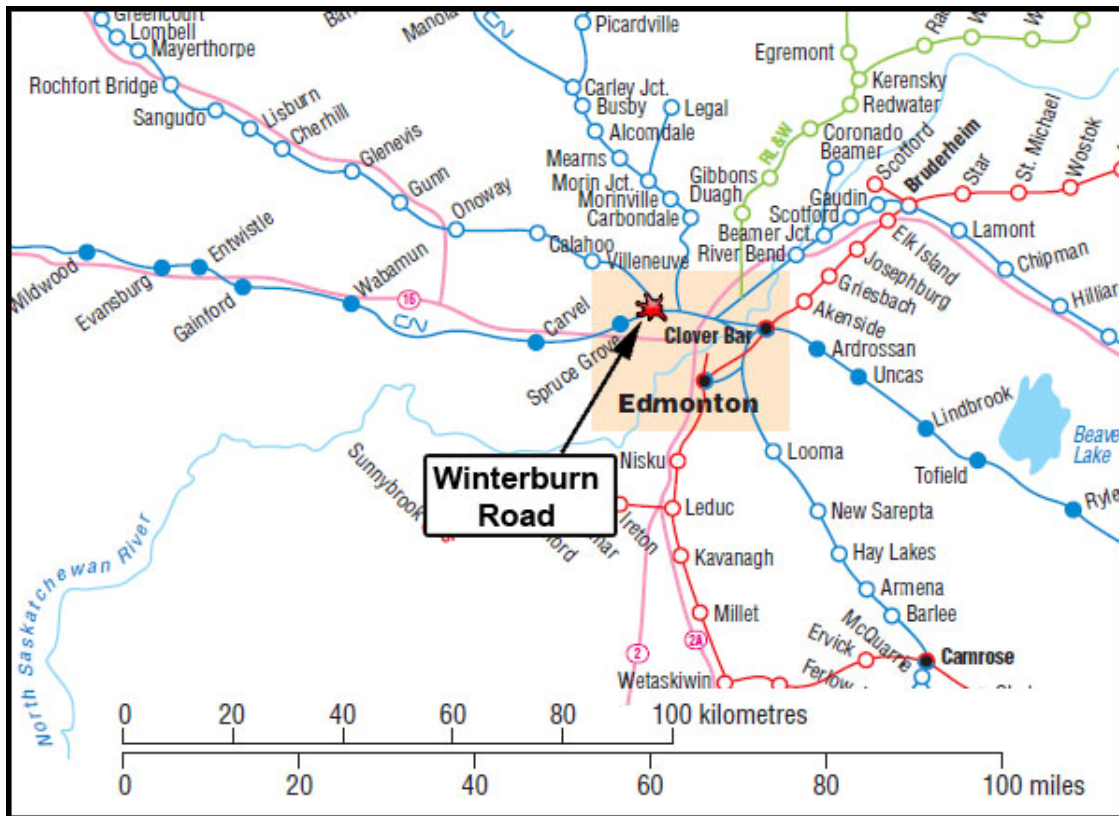 Greencourt
Lombell
Mayerthorpe
Rochfort Bridge
Sangudo
Lisburn
Cherhill
Glenevis
Gunn
Onoway
Calahoo
Villeneuve
Picardville
Carley Jct.
Busby
Legal
Alcomdale
Mearns
Morin Jct.
Morinville
Carbondale
Egremont
Kerensky
Redwater
RL&W
Coronado
Beamer
Gibbons
Duagh
Scotford
Bruderheim
Star
St. Michael
Wostok
Gaudin
Scotford
Beamer Jct.
River Bend
Elk Island
Lamont
Chipman
Josephburg
Griesbach
Akenside
Wildwood
Evansburg
Entwistle
Gainford
Wabamun
16
Carvel
Spruce Grove
Clover Bar
Ardrossan
Uncas
Lindbrook
Tofield
Beaver
Lake
Edmonton
Winterburn
Road
Sunnybrook
Nisku
Looma
Ireton
Leduc
New Sarepta
Kavanagh
Hay Lakes
Armena
Millet
Barlee
McQuarrie
Ervick
Camrose
2
2A
Wetaskiwin
North Saskatchewan River
0 20 40 60 80 100 kilometres
0 20 40 60 80 100 miles